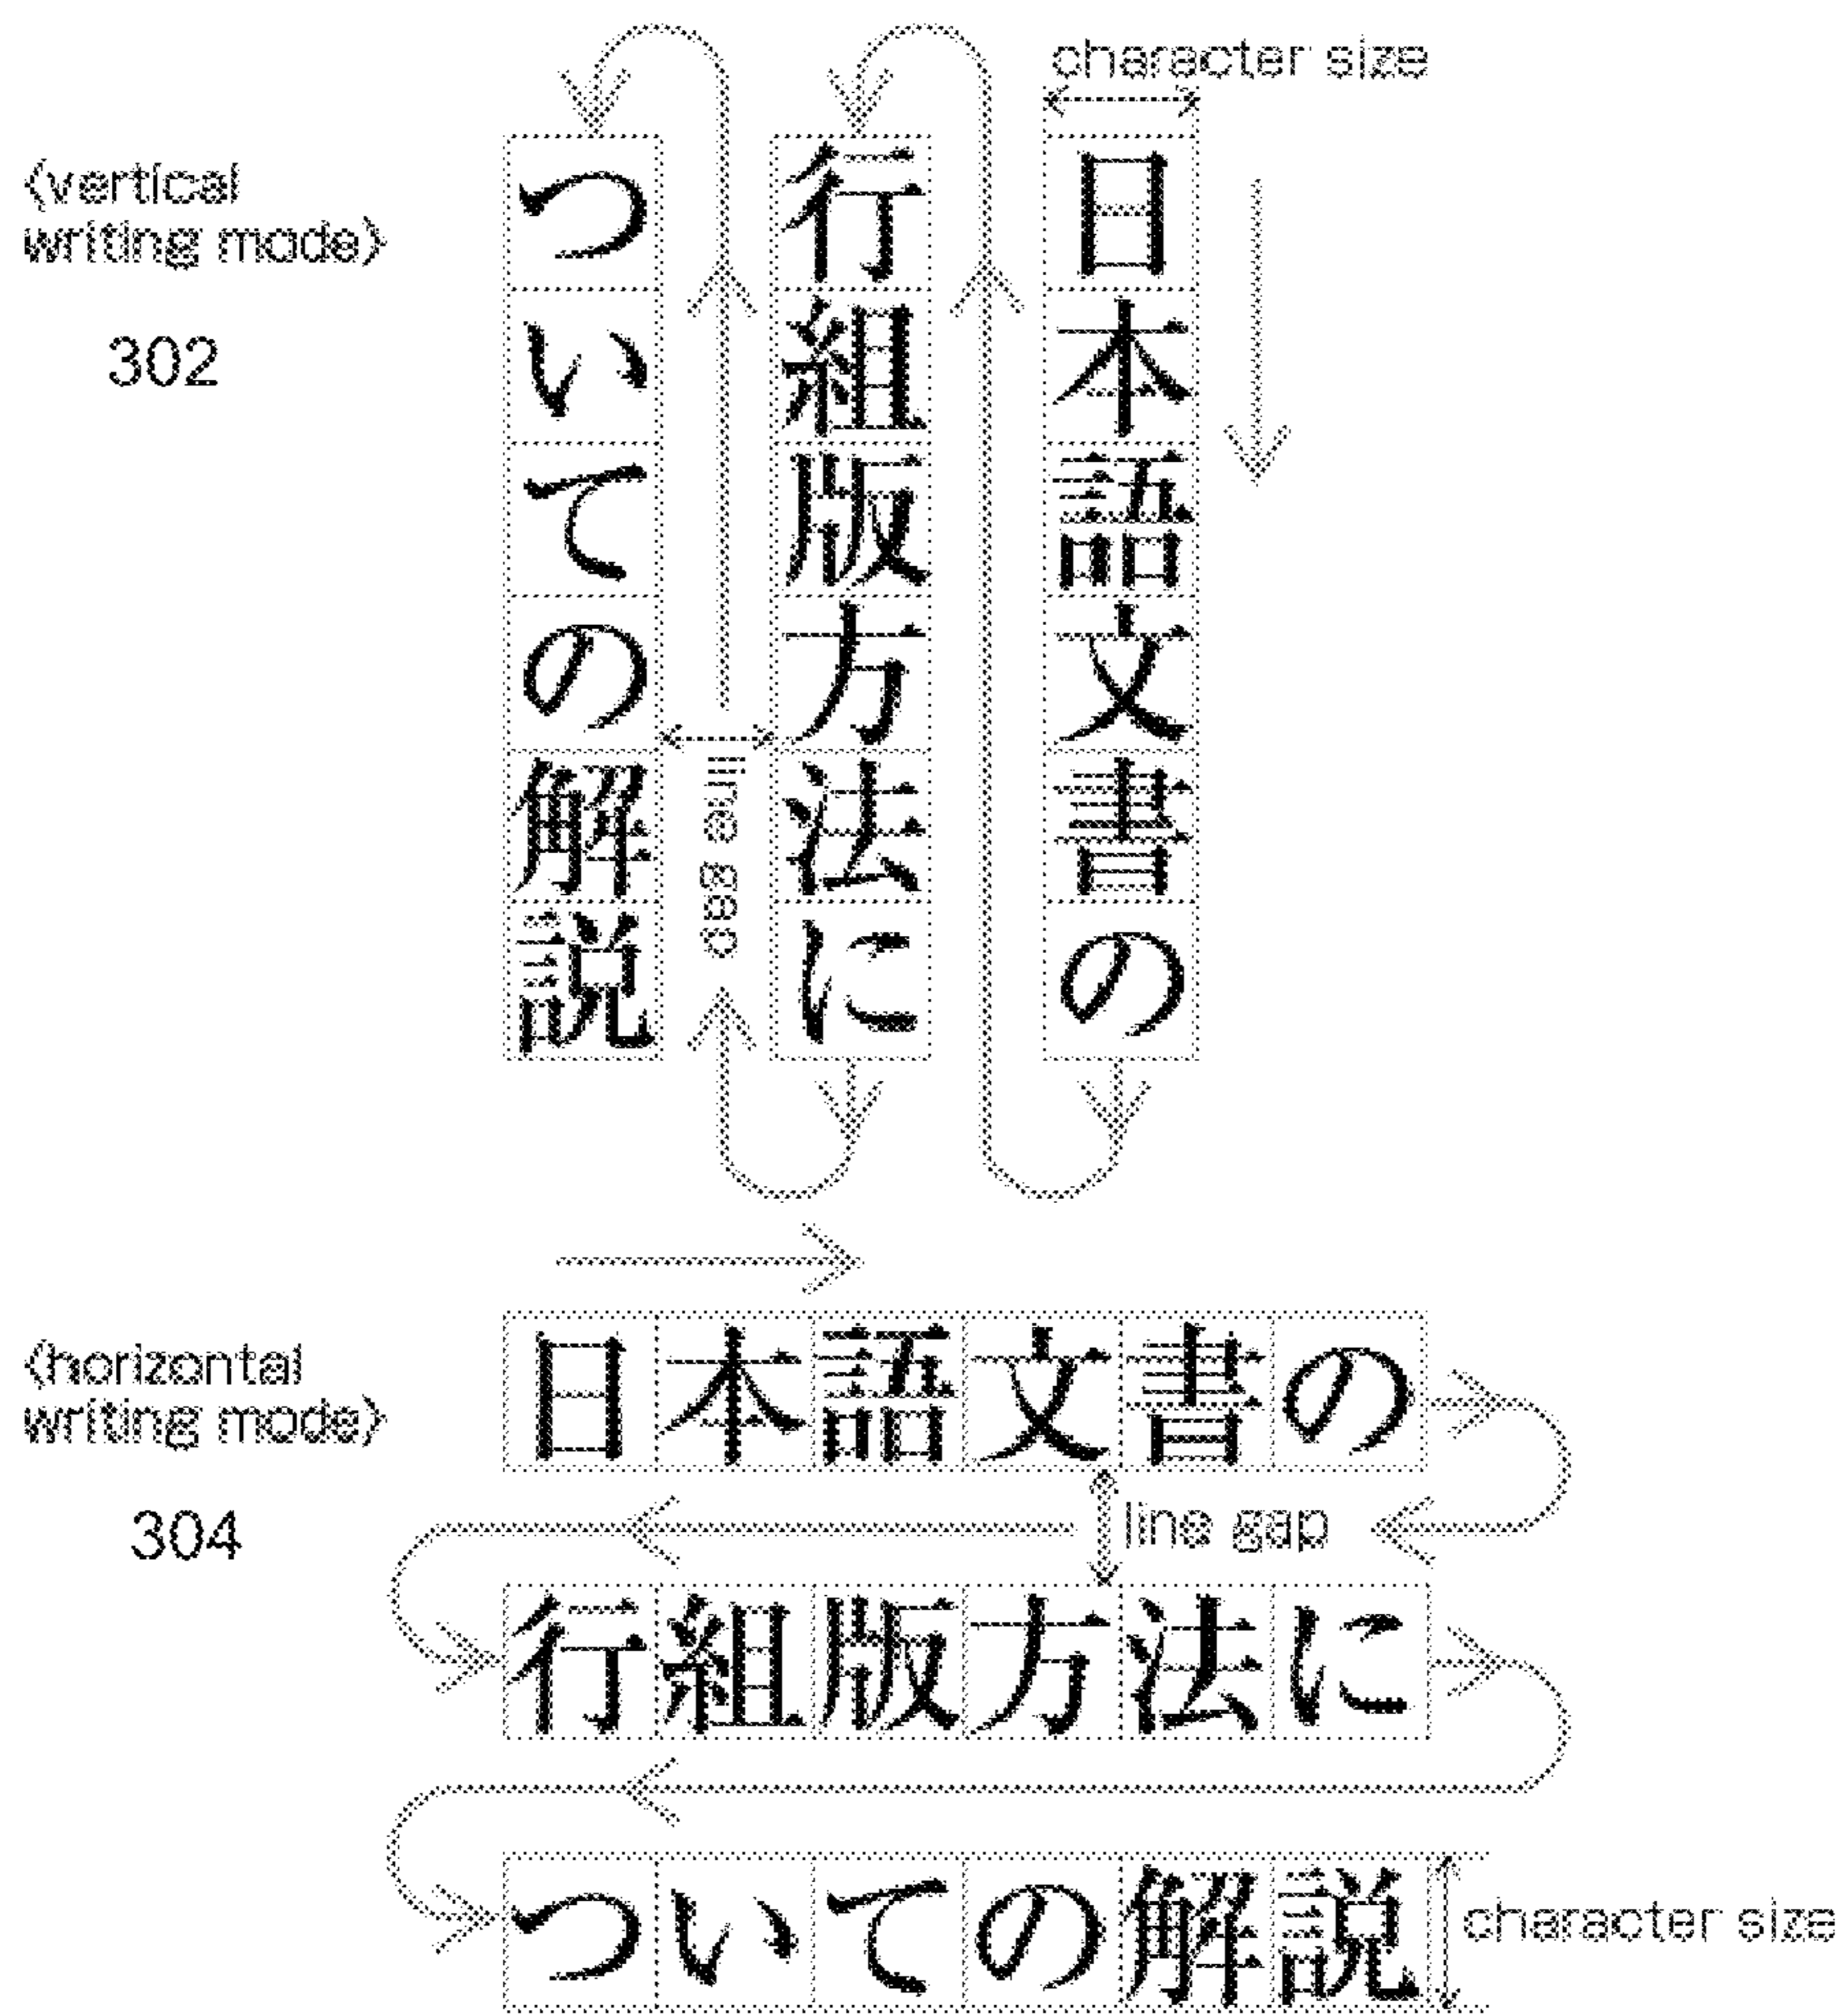 character size
<vertical
writing mode>
302
日本語文書の
行組版方法に
ついての解説
line gap
<horizontal
writing mode>
304
日本語文書の
line gap
行組版方法に
ついての解説
character size